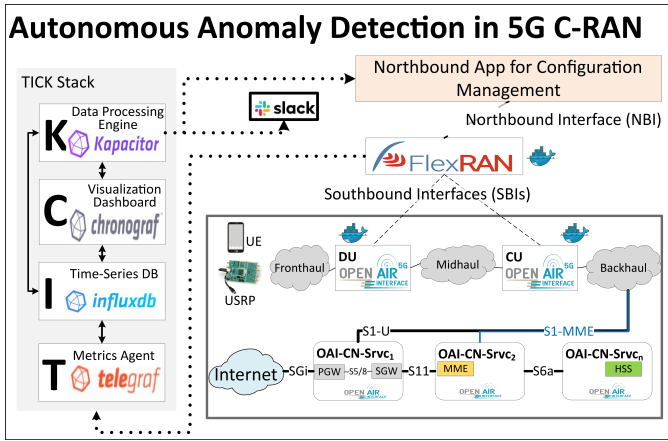 Autonomous Anomaly Detection in 5G C-RAN
TICK Stack
Data Processing
Engine
K
Kapacitor
Visualization
Dashboard
C
chronograf
Time-Series DB
I
influxdb
Metrics Agent
T
telegraf
slack
Northbound App for Configuration
Management
Northbound Interface (NBI)
FlexRAN
Southbound Interfaces (SBIs)
UE
USRP
Fronthaul
DU
OPEN AIR 5G
INTERFACE
Midhaul
CU
OPEN AIR 5G
INTERFACE
Backhaul
S1-U
S1-MME
Internet
SGi
OAI-CN-Srvc1
PGW
S5/8
SGW
OPEN AIR
INTERFACE
S11
OAI-CN-Srvc2
MME
OPEN AIR
INTERFACE
S6a
OAI-CN-Srvcn
HSS
OPEN AIR
INTERFACE